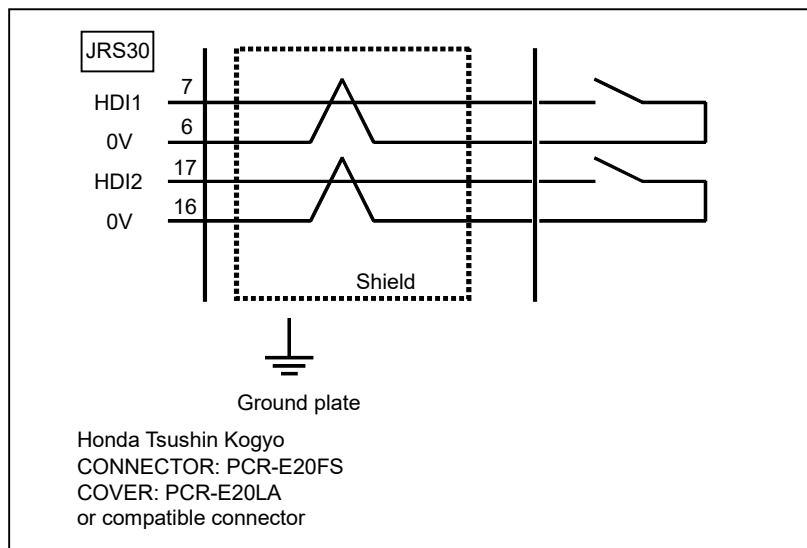 JRS30
HDI1 7
0V 6
HDI2 17
0V 16
Shield
Ground plate
Honda Tsushin Kogyo
CONNECTOR: PCR-E20FS
COVER: PCR-E20LA
or compatible connector